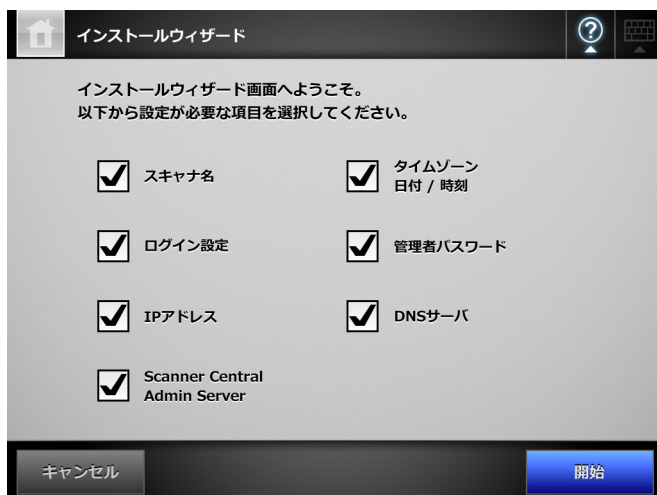 インストールウィザード
インストールウィザード画面へようこそ。
以下から設定が必要な項目を選択してください。
スキャナ名
タイムゾーン
日付 / 時刻
ログイン設定
管理者パスワード
IPアドレス
DNSサーバ
Scanner Central
Admin Server
キャンセル
開始